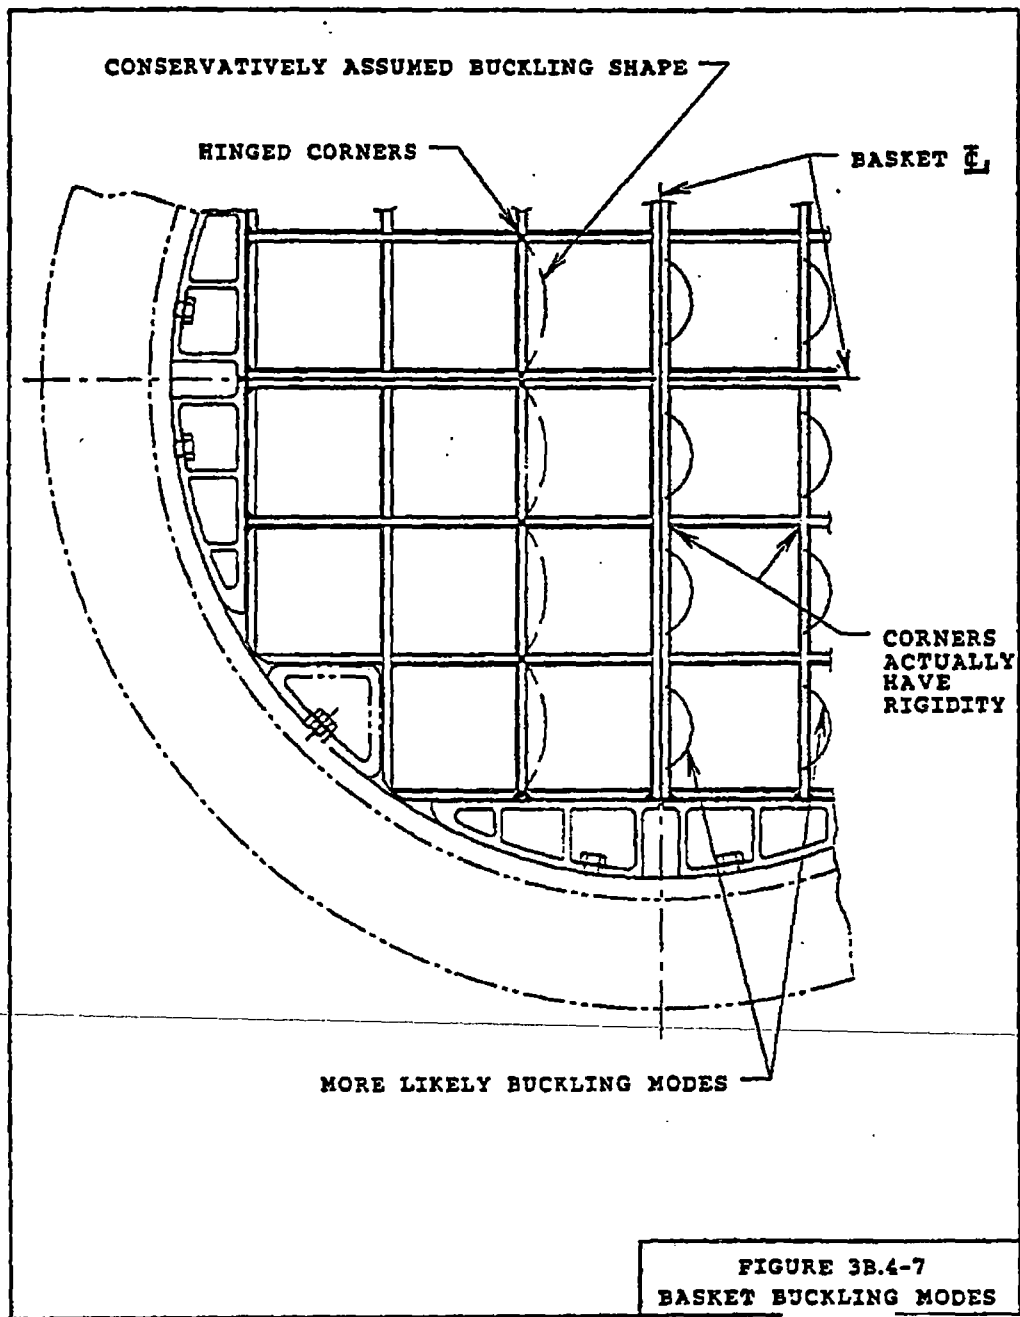 CONSERVATIVELY ASSUMED BUCKLING SHAPE
HINGED CORNERS
BASKET ℄
CORNERS
ACTUALLY
HAVE
RIGIDITY
MORE LIKELY BUCKLING MODES
FIGURE 3B.4-7
BASKET BUCKLING MODES